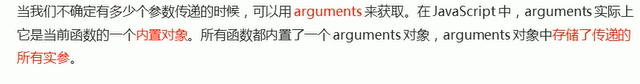 当我们不确定有多少个参数传递的时候，可以用 arguments 来获取。在 JavaScript 中，arguments 实际上
它是当前函数的一个内置对象。所有函数都内置了一个 arguments 对象，arguments 对象中存储了传递的
所有实参。